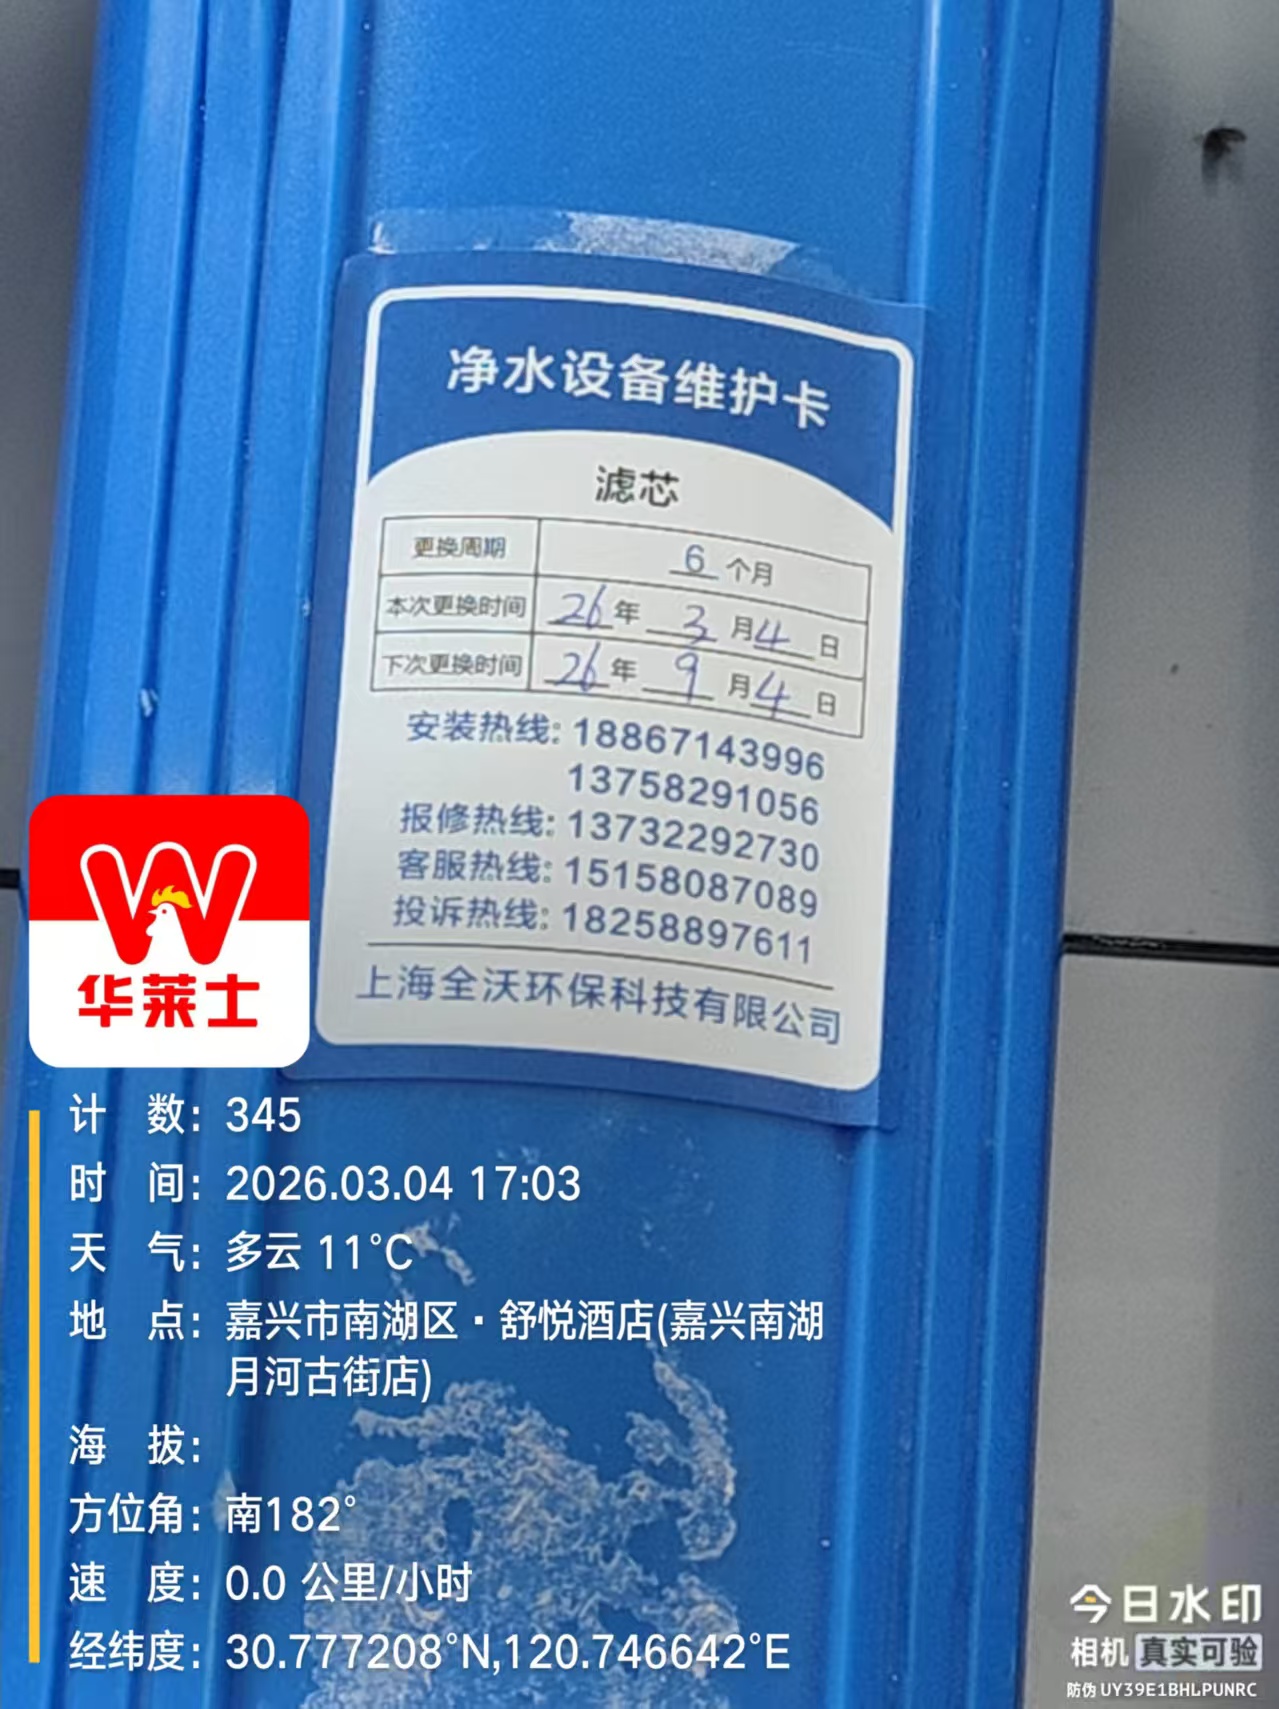 净水设备维护卡
滤芯
更换周期 6 个月
本次更换时间 26 年 3 月 4 日
下次更换时间 26 年 9 月 4 日
安装热线: 18867143996
13758291056
报修热线: 13732292730
客服热线: 15158087089
投诉热线: 18258897611
上海全沃环保科技有限公司
W
华莱士
计 数: 345
时 间: 2026.03.04 17:03
天 气: 多云 11°C
地 点: 嘉兴市南湖区·舒悦酒店(嘉兴南湖
月河古街店)
海 拔:
方位角: 南182°
速 度: 0.0 公里/小时
经纬度: 30.777208°N,120.746642°E
今日水印
相机 真实可验
防伪 UY39E1BHLPUNRC